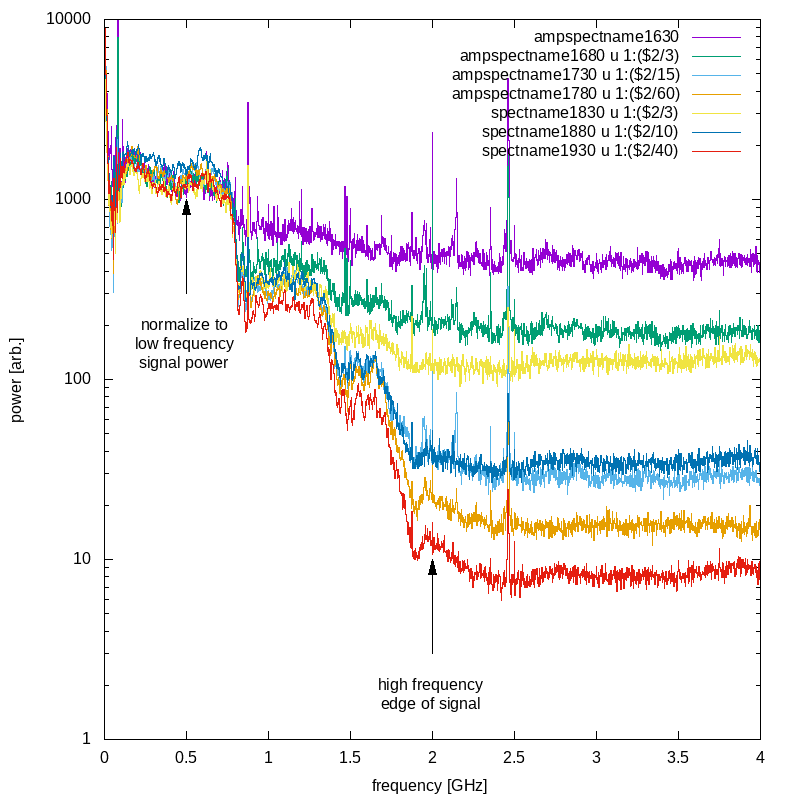 ampspectname1630
ampspectname1680 u 1:($2/3)
ampspectname1730 u 1:($2/15)
ampspectname1780 u 1:($2/60)
spectname1830 u 1:($2/3)
spectname1880 u 1:($2/10)
spectname1930 u 1:($2/40)
10000
1000
100
10
1
power [arb.]
normalize to
low frequency
signal power
high frequency
edge of signal
0
0.5
1
1.5
2
2.5
3
3.5
4
frequency [GHz]